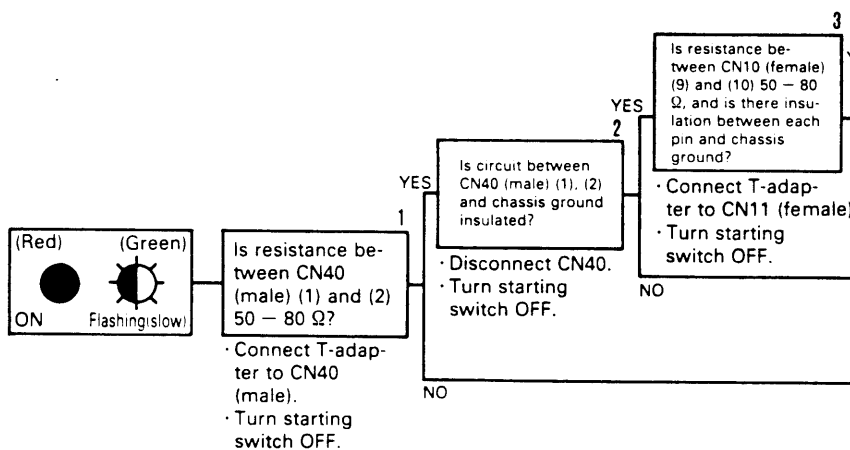 (Red)
(Green)
ON
Flashing(slow)
1
Is resistance be-
tween CN40
(male) (1) and (2)
50 – 80 Ω?
· Connect T-adap-
ter to CN40
(male).
· Turn starting
switch OFF.
YES
NO
2
Is circuit between
CN40 (male) (1), (2)
and chassis ground
insulated?
· Disconnect CN40.
· Turn starting
switch OFF.
YES
NO
3
Is resistance be-
tween CN10 (female)
(9) and (10) 50 – 80
Ω, and is there insu-
lation between each
pin and chassis
ground?
· Connect T-adap-
ter to CN11 (female)
· Turn starting
switch OFF.